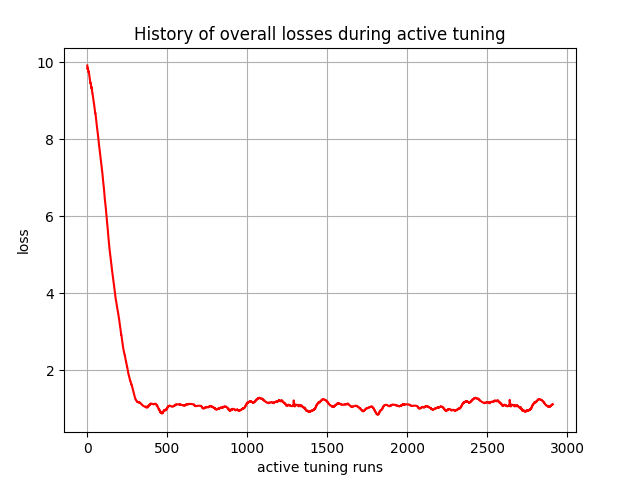 History of overall losses during active tuning
10
8
6
4
2
loss
0 500 1000 1500 2000 2500 3000
active tuning runs